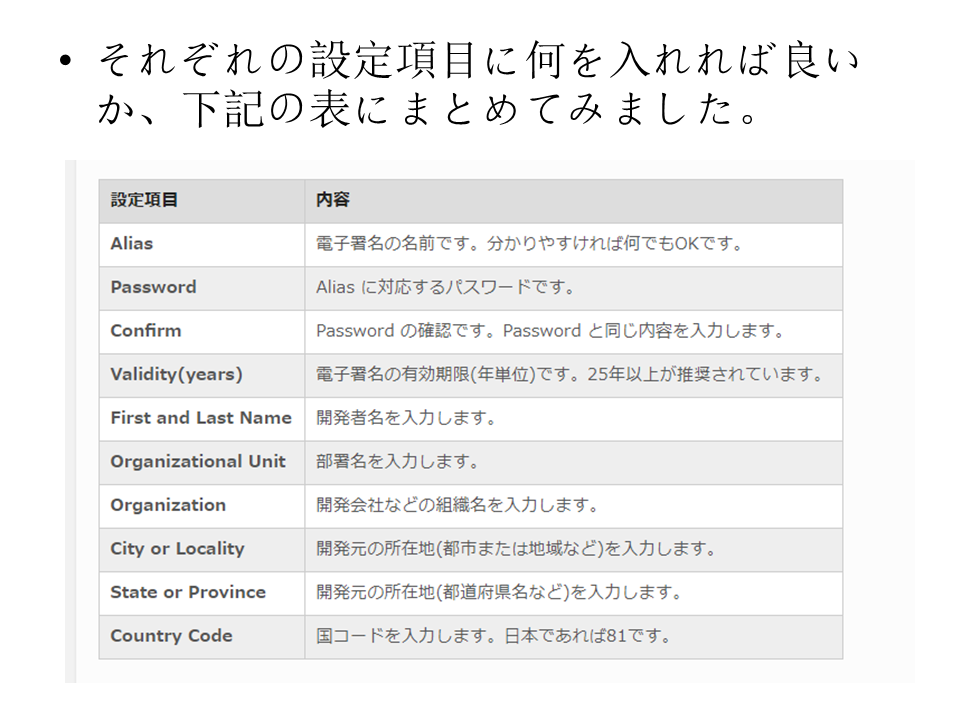 • それぞれの設定項目に何を入れれば良い
か、下記の表にまとめてみました。
設定項目 内容
Alias 電子署名の名前です。分かりやすければ何でもOKです。
Password Alias に対応するパスワードです。
Confirm Password の確認です。Password と同じ内容を入力します。
Validity(years) 電子署名の有効期限(年単位)です。25年以上が推奨されています。
First and Last Name 開発者名を入力します。
Organizational Unit 部署名を入力します。
Organization 開発会社などの組織名を入力します。
City or Locality 開発元の所在地(都市または地域など)を入力します。
State or Province 開発元の所在地(都道府県名など)を入力します。
Country Code 国コードを入力します。日本であれば81です。